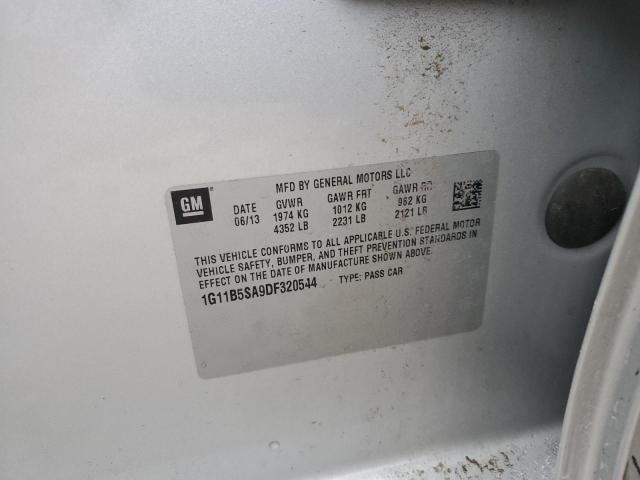 MFD BY GENERAL MOTORS LLC
GM
DATE GVWR GAWR FRT GAWR RR
06/13 1974 KG 1012 KG 962 KG
4352 LB 2231 LB 2121 LB
THIS VEHICLE CONFORMS TO ALL APPLICABLE U.S. FEDERAL MOTOR
VEHICLE SAFETY, BUMPER, AND THEFT PREVENTION STANDARDS IN
EFFECT ON THE DATE OF MANUFACTURE SHOWN ABOVE.
1G11B5SA9DF320544 TYPE: PASS CAR